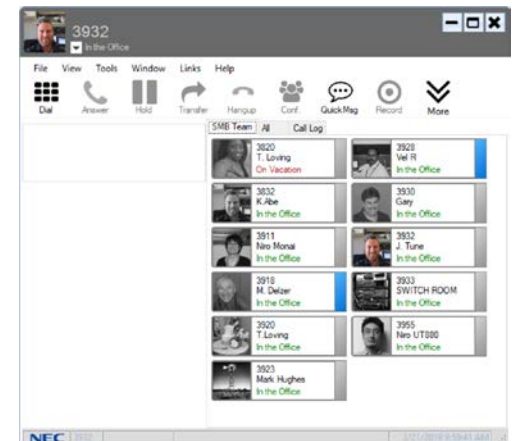 3932
In the Office
File View Tools Window Links Help
Dial Answer Hold Transfer Hangup Conf. QuickMsg Record More
SMB Team All Call Log
3820
T. Loving
On Vacation
3928
Vel R
In the Office
3832
K.Abe
In the Office
3930
Gary
In the Office
3911
Niro Monai
In the Office
3932
J. Tune
In the Office
3918
M. Delzer
In the Office
3933
SWITCH ROOM
In the Office
3920
T.Loving
In the Office
3955
Niro UT880
In the Office
3923
Mark Hughes
In the Office
NEC 3932